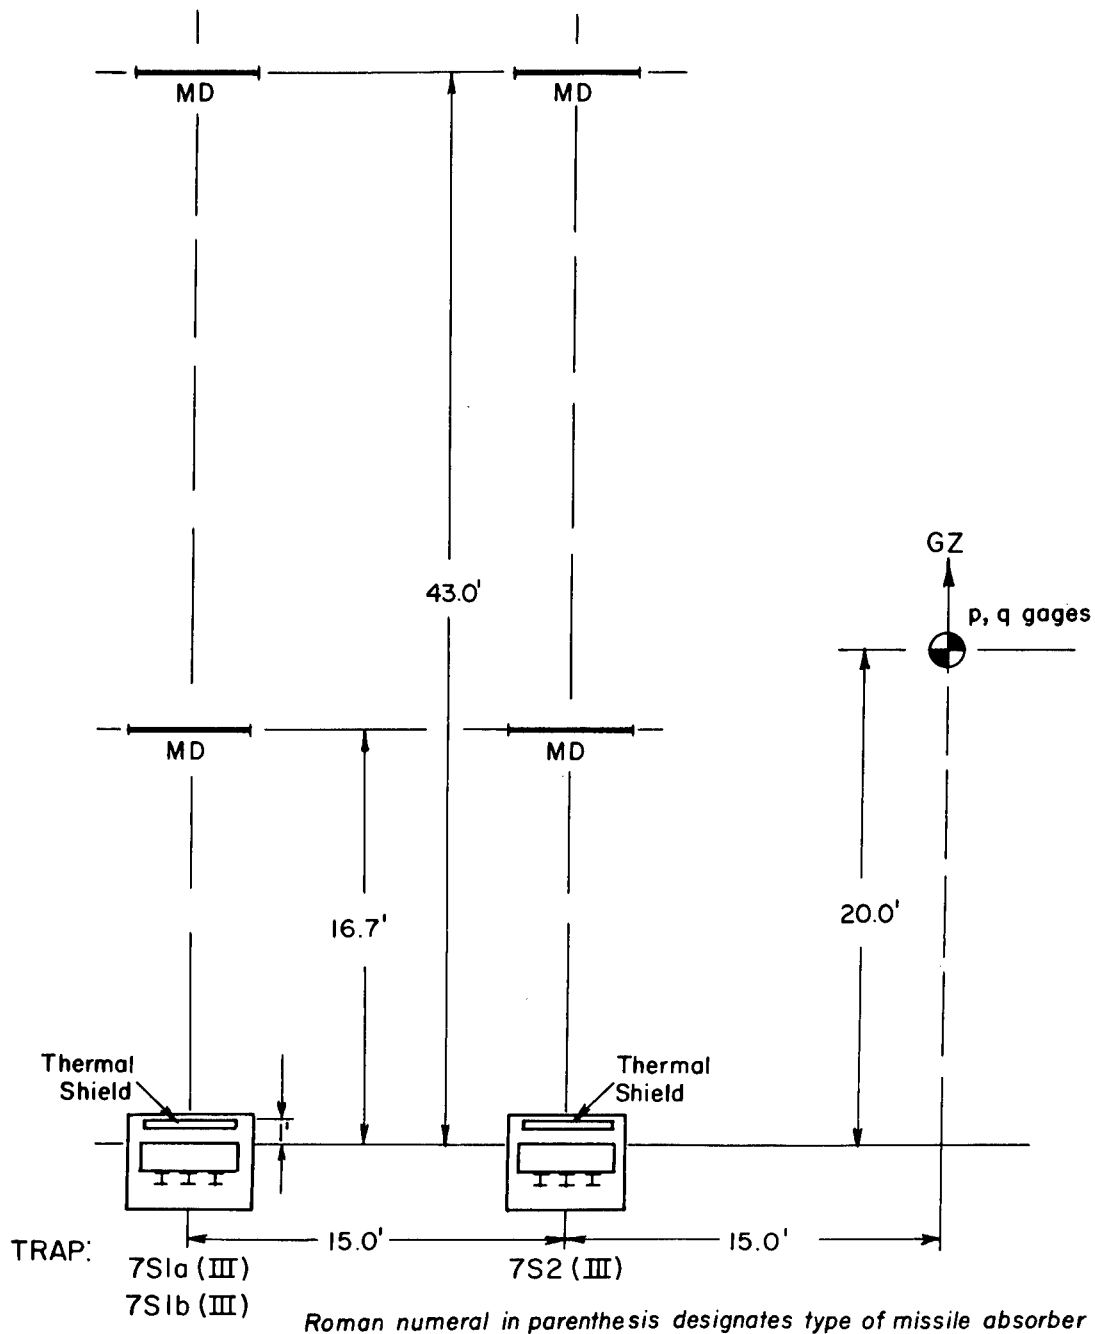 MD
MD
GZ
p, q gages
43.0'
MD
MD
20.0'
16.7'
Thermal
Shield
Thermal
Shield
1'
15.0'
15.0'
TRAP:
7S1a (III)
7S2 (III)
7S1b (III)
Roman numeral in parenthesis designates type of missile absorber